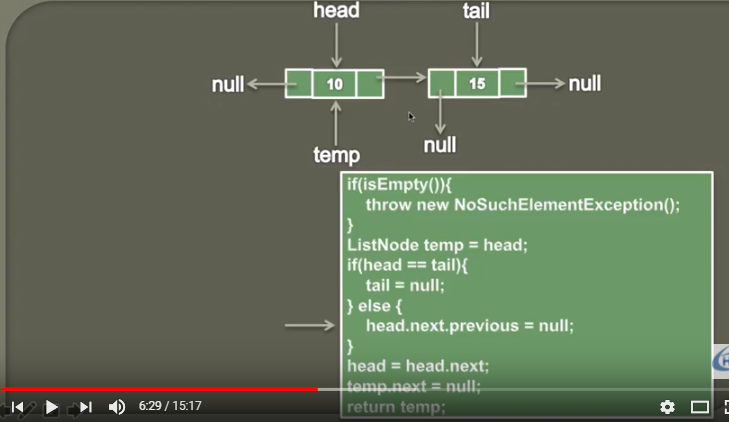 head
tail
null
10
15
null
temp
null
if(isEmpty()){
throw new NoSuchElementException();
}
ListNode temp = head;
if(head == tail){
tail = null;
} else {
head.next.previous = null;
}
head = head.next;
temp.next = null;
return temp;
6:29 / 15:17